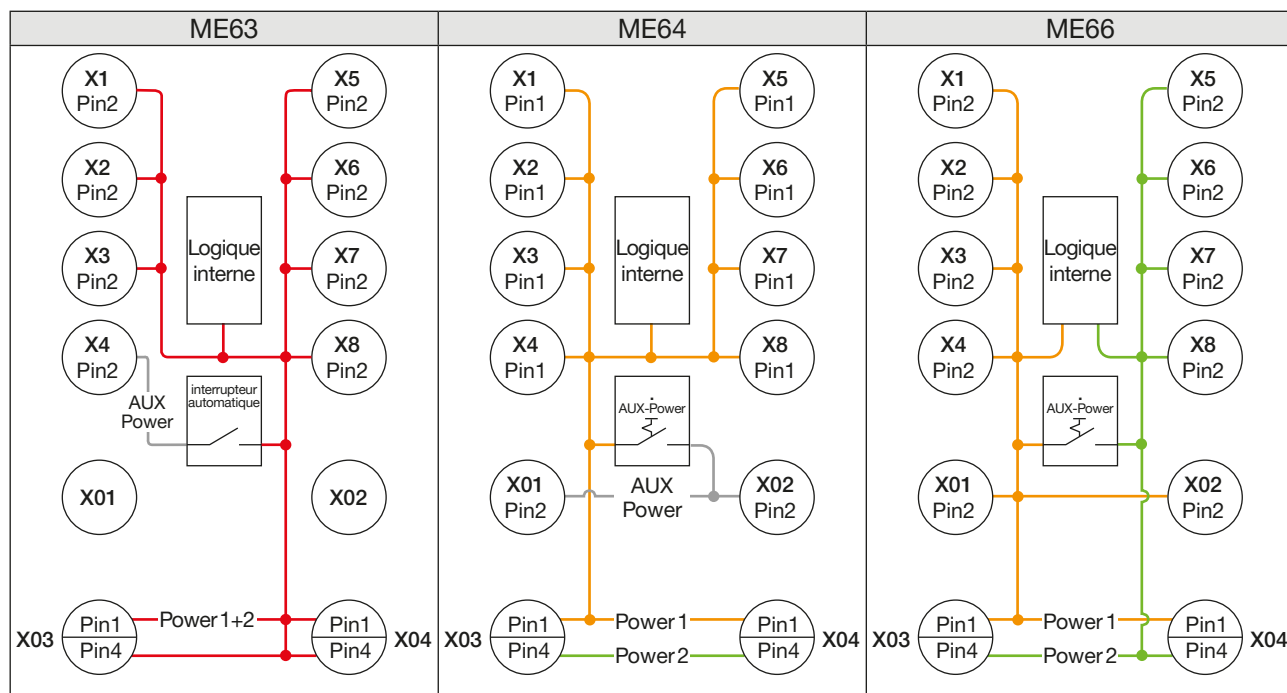 ME63
X1
Pin2
X5
Pin2
X2
Pin2
X6
Pin2
Logique
interne
X3
Pin2
X7
Pin2
X4
Pin2
X8
Pin2
AUX
Power
interrupteur
automatique
X01
X02
X03
Pin1
Pin4
Power 1+2
Pin1
Pin4
X04
ME64
X1
Pin1
X5
Pin1
X2
Pin1
X6
Pin1
Logique
interne
X3
Pin1
X7
Pin1
X4
Pin1
X8
Pin1
AUX-Power
X01
Pin2
AUX
Power
X02
Pin2
X03
Pin1
Pin4
Power 1
Power 2
Pin1
Pin4
X04
ME66
X1
Pin2
X5
Pin2
X2
Pin2
X6
Pin2
Logique
interne
X3
Pin2
X7
Pin2
X4
Pin2
X8
Pin2
AUX-Power
X01
Pin2
X02
Pin2
X03
Pin1
Pin4
Power 1
Power 2
Pin1
Pin4
X04